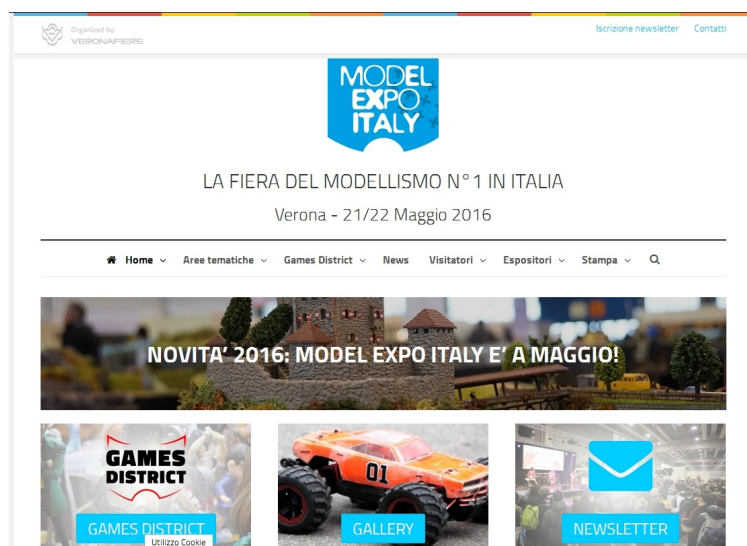 Organized by
VERONAFIERE
Iscrizione newsletter Contatti
MODEL
EXPO
ITALY
LA FIERA DEL MODELLISMO N°1 IN ITALIA
Verona - 21/22 Maggio 2016
Home Aree tematiche Games District News Visitatori Espositori Stampa
NOVITA' 2016: MODEL EXPO ITALY E' A MAGGIO!
GAMES
DISTRICT
01
GAMES DISTRICT
GALLERY
NEWSLETTER
Utilizzo Cookie